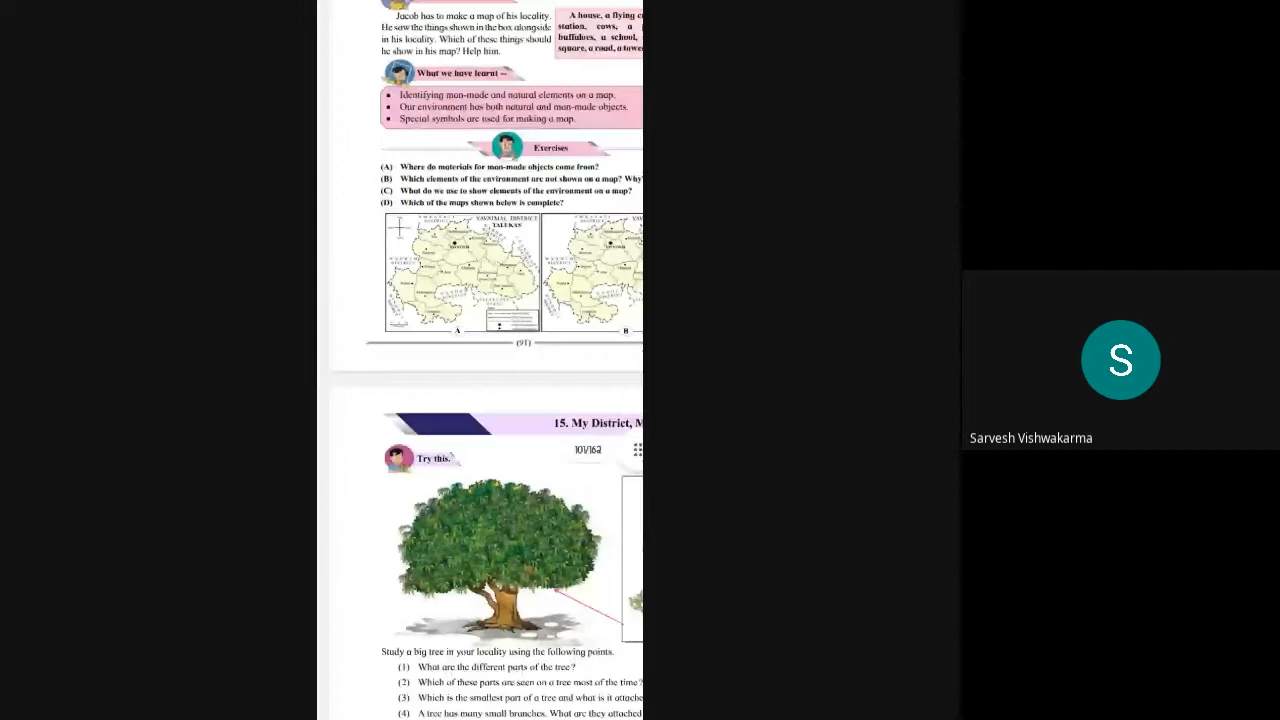 Jacob has to make a map of his locality.
He saw the things shown in the box alongside
in his locality. Which of these things should
he show in his map? Help him.
A house, a flying
station, cows, a
buffaloes, a school,
square, a road, a
What we have learnt –
• Identifying man-made and natural elements on a map.
• Our environment has both natural and man-made objects.
• Special symbols are used for making a map.
Exercises
(A) Where do materials for man-made objects come from?
(B) Which elements of the environment are not shown on a map? Why?
(C) What do we use to show elements of the environment on a map?
(D) Which of the maps shown below is complete?
YAVATMAL DISTRICT
TALUKAS
A
B
(91)
15. My District, M
Try this.
101/162
Study a big tree in your locality using the following points.
(1) What are the different parts of the tree?
(2) Which of these parts are seen on a tree most of the time?
(3) Which is the smallest part of a tree and what is it attache
(4) A tree has many small branches. What are they attached
S
Sarvesh Vishwakarma